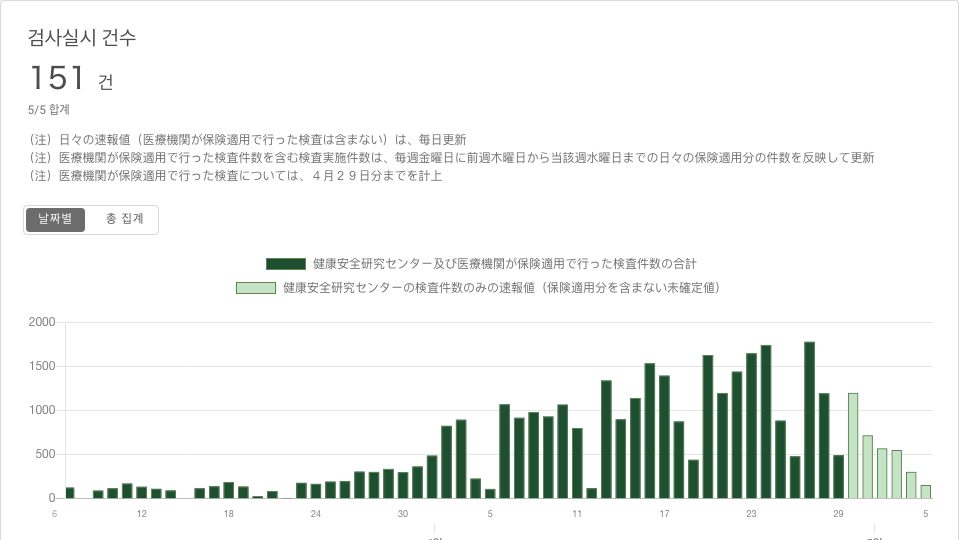 검사실시 건수
151 건
5/5 합계
（注）日々の速報値（医療機関が保険適用で行った検査は含まない）は、毎日更新
（注）医療機関が保険適用で行った検査件数を含む検査実施件数は、毎週金曜日に前週木曜日から当該週水曜日までの日々の保険適用分の件数を反映して更新
（注）医療機関が保険適用で行った検査については、４月２９日分までを計上
날짜별 총 집계
健康安全研究センター及び医療機関が保険適用で行った検査件数の合計
健康安全研究センターの検査件数のみの速報値（保険適用分を含まない未確定値）
2000
1500
1000
500
0
6 12 18 24 30 5 11 17 23 29 5